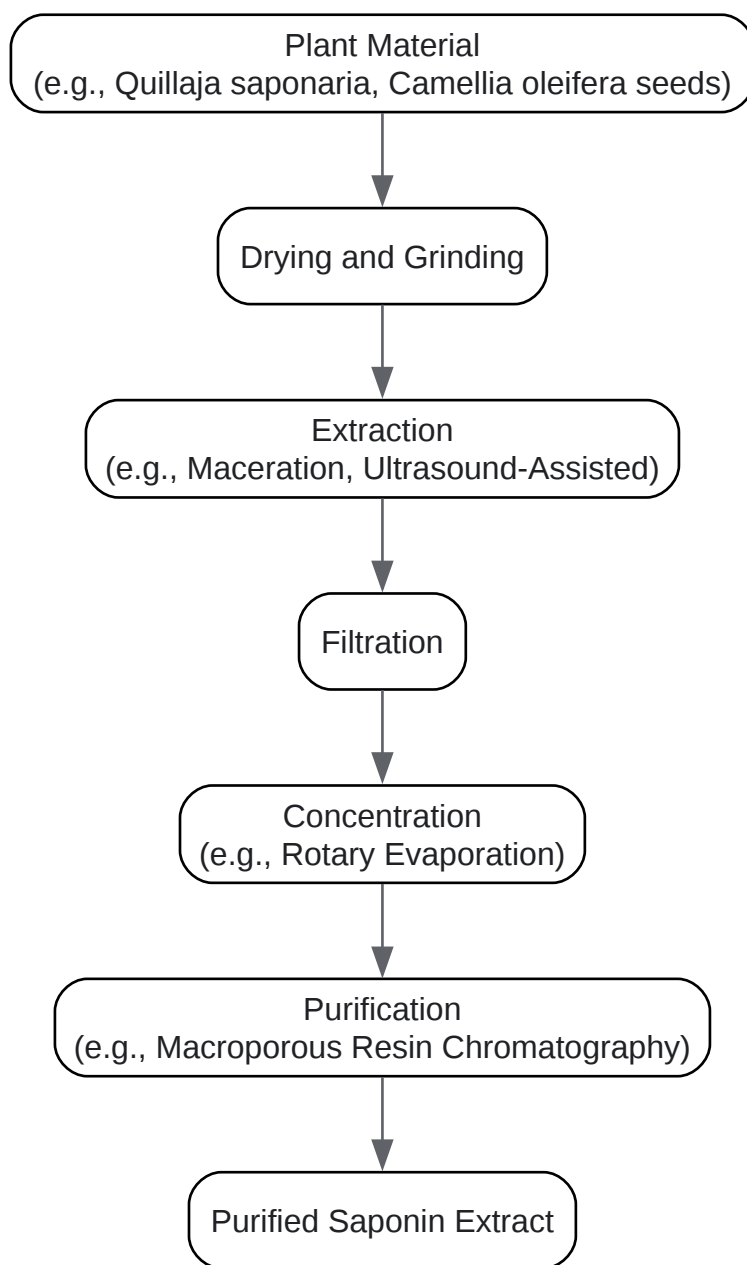 Plant Material
(e.g., Quillaja saponaria, Camellia oleifera seeds)
Drying and Grinding
Extraction
(e.g., Maceration, Ultrasound-Assisted)
Filtration
Concentration
(e.g., Rotary Evaporation)
Purification
(e.g., Macroporous Resin Chromatography)
Purified Saponin Extract